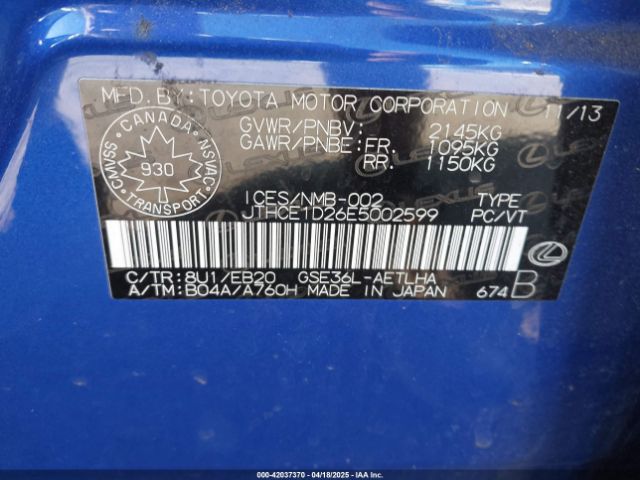 MFD.BY:TOYOTA MOTOR CORPORATION 11/13
GVWR/PNBV: 2145KG
GAWR/PNBE:FR. 1095KG
RR. 1150KG
CANADA
CMVSS 930 NSVAC
TRANSPORT
ICES/NMB-002 TYPE
JTHCE1D26E5002599 PC/VT
C/TR:8U1/EB20 GSE36L-AETLHA
A/TM:B04A/A760H MADE IN JAPAN 674 B
LEXUS
000-42037370 04/18/2025 IAA Inc.